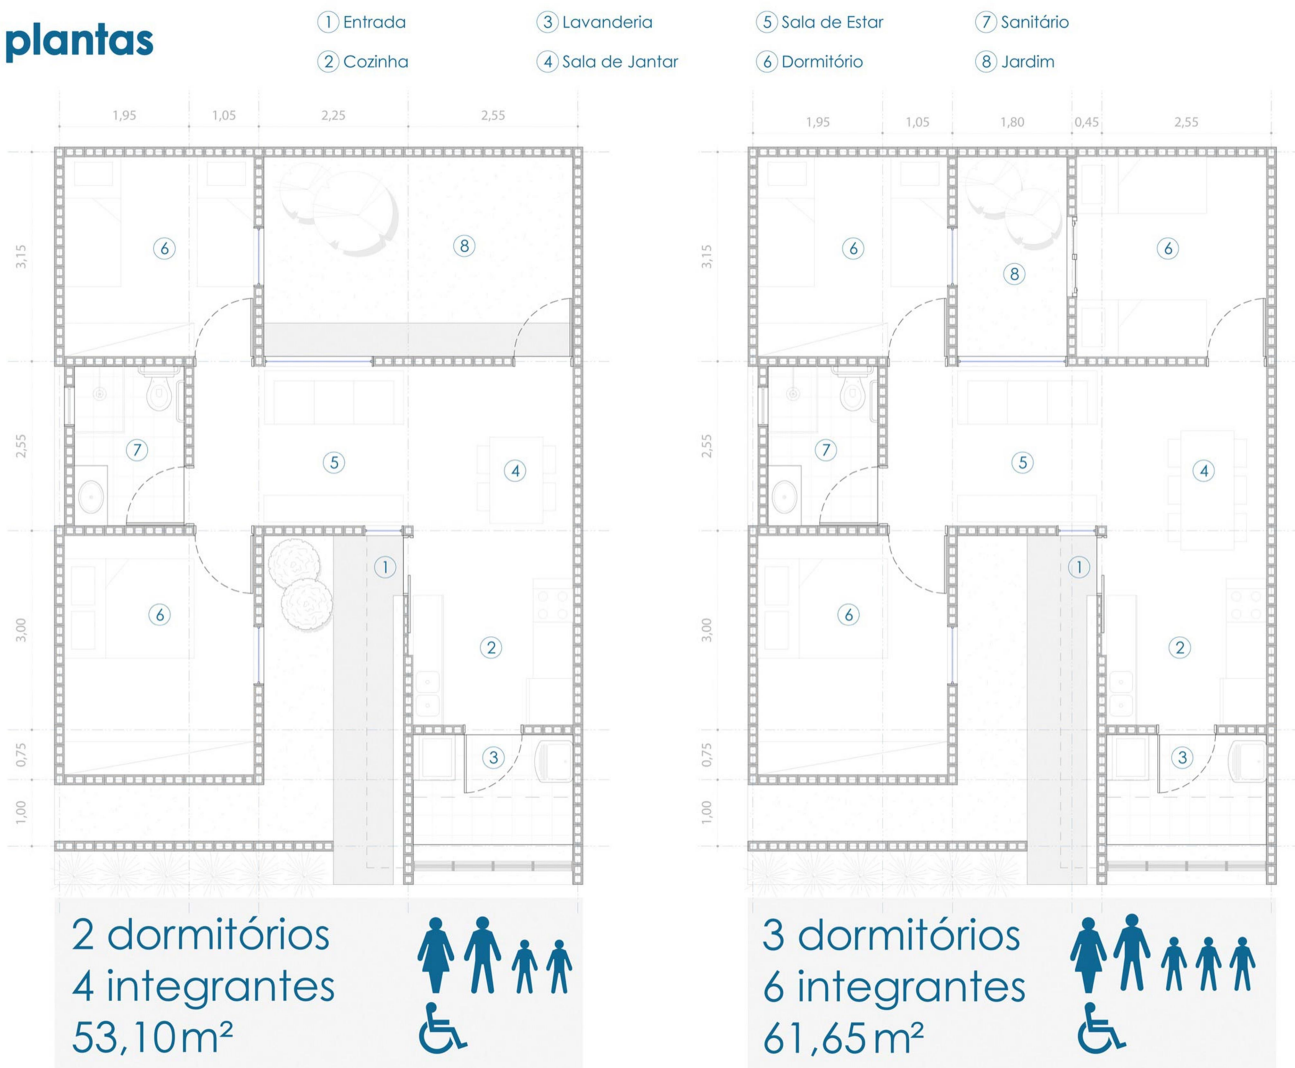 plantas
1 Entrada
3 Lavanderia
5 Sala de Estar
7 Sanitário
2 Cozinha
4 Sala de Jantar
6 Dormitório
8 Jardim
1,95 1,05 2,25 2,55
3,15
2,55
3,00
0,75
1,00
6
8
7
5
4
1
6
2
3
2 dormitórios
4 integrantes
53,10 m²
1,95 1,05 1,80 0,45 2,55
3,15
2,55
3,00
0,75
1,00
6
8
6
7
5
4
1
6
2
3
3 dormitórios
6 integrantes
61,65 m²